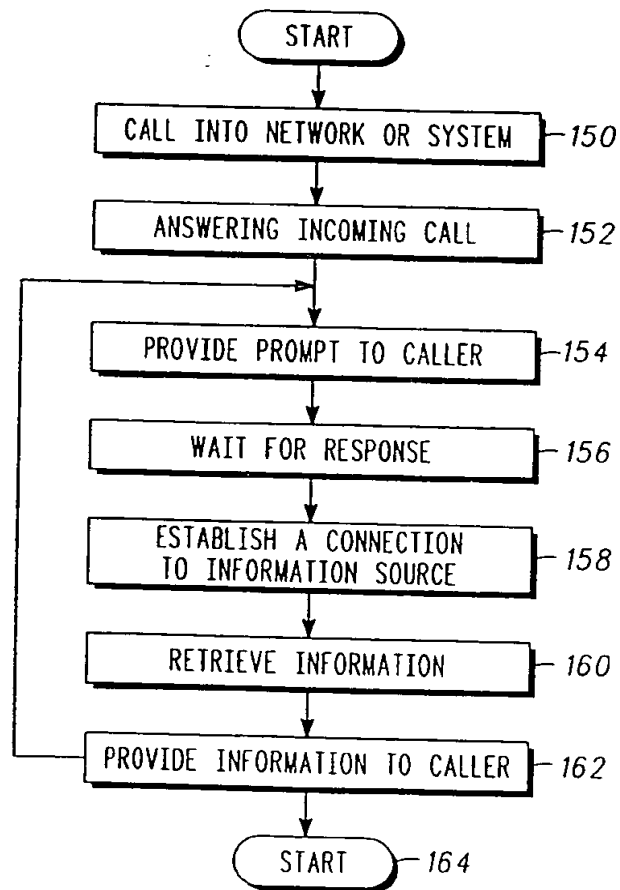 START
CALL INTO NETWORK OR SYSTEM 150
ANSWERING INCOMING CALL 152
PROVIDE PROMPT TO CALLER 154
WAIT FOR RESPONSE 156
ESTABLISH A CONNECTION
TO INFORMATION SOURCE 158
RETRIEVE INFORMATION 160
PROVIDE INFORMATION TO CALLER 162
START 164